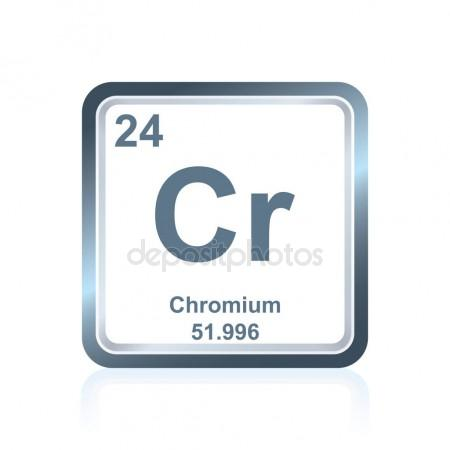 24
Cr
depositphotos
Chromium
51.996